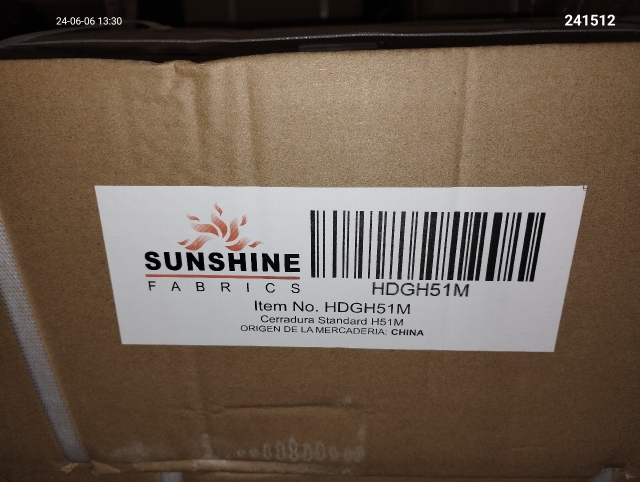 24-06-06 13:30
241512
SUNSHINE
FABRICS
HDGH51M
Item No. HDGH51M
Cerradura Standard H51M
ORIGEN DE LA MERCADERIA: CHINA